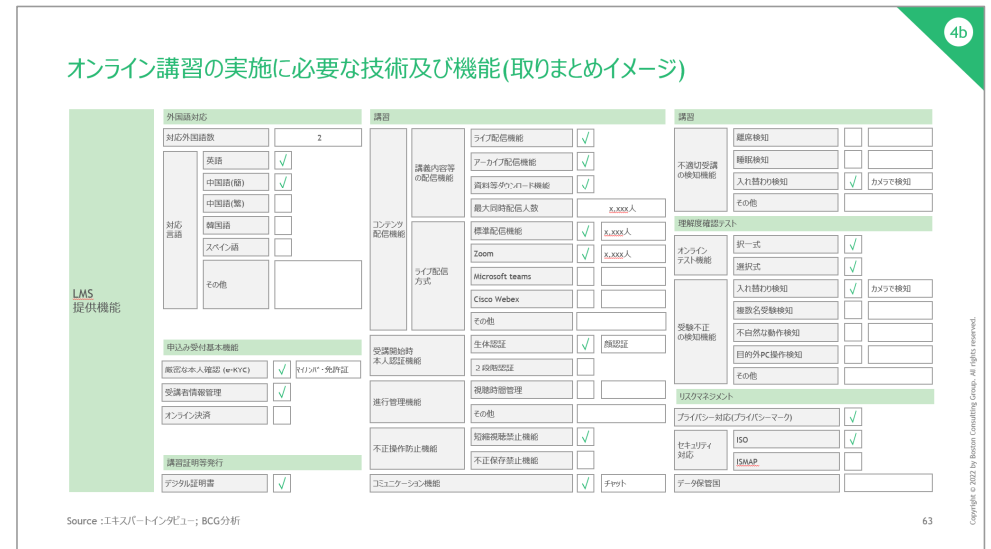 4b
オンライン講習の実施に必要な技術及び機能(取りまとめイメージ)
LMS
提供機能
外国語対応
対応外国語数
2
対応
言語
英語
√
中国語(簡)
√
中国語(繁)
韓国語
スペイン語
その他
申込み受付基本機能
厳密な本人確認 (e-KYC)
√
マイナンバ・免許証
受講者情報管理
√
オンライン決済
講習証明等発行
デジタル証明書
√
講習
コンテンツ
配信機能
講義内容等
の配信機能
ライブ配信機能
√
アーカイブ配信機能
√
資料等ダウンロード機能
√
最大同時配信人数
x,xxx人
ライブ配信
方式
標準配信機能
√
x,xxx人
Zoom
√
x,xxx人
Microsoft teams
Cisco Webex
その他
受講開始時
本人認証機能
生体認証
√
顔認証
２段階認証
進行管理機能
視聴時間管理
その他
不正操作防止機能
短縮視聴禁止機能
√
不正保存禁止機能
コミュニケーション機能
√
チャット
講習
不適切受講
の検知機能
離席検知
睡眠検知
入れ替わり検知
√
カメラで検知
その他
理解度確認テスト
オンライン
テスト機能
択一式
√
選択式
√
受験不正
の検知機能
入れ替わり検知
√
カメラで検知
複数名受験検知
不自然な動作検知
目的外PC操作検知
その他
リスクマネジメント
プライバシー対応(プライバシーマーク)
√
セキュリティ
対応
ISO
√
ISMAP
データ保管国
Source :エキスパートインタビュー; BCG分析
63
Copyright © 2022 by Boston Consulting Group. All rights reserved.